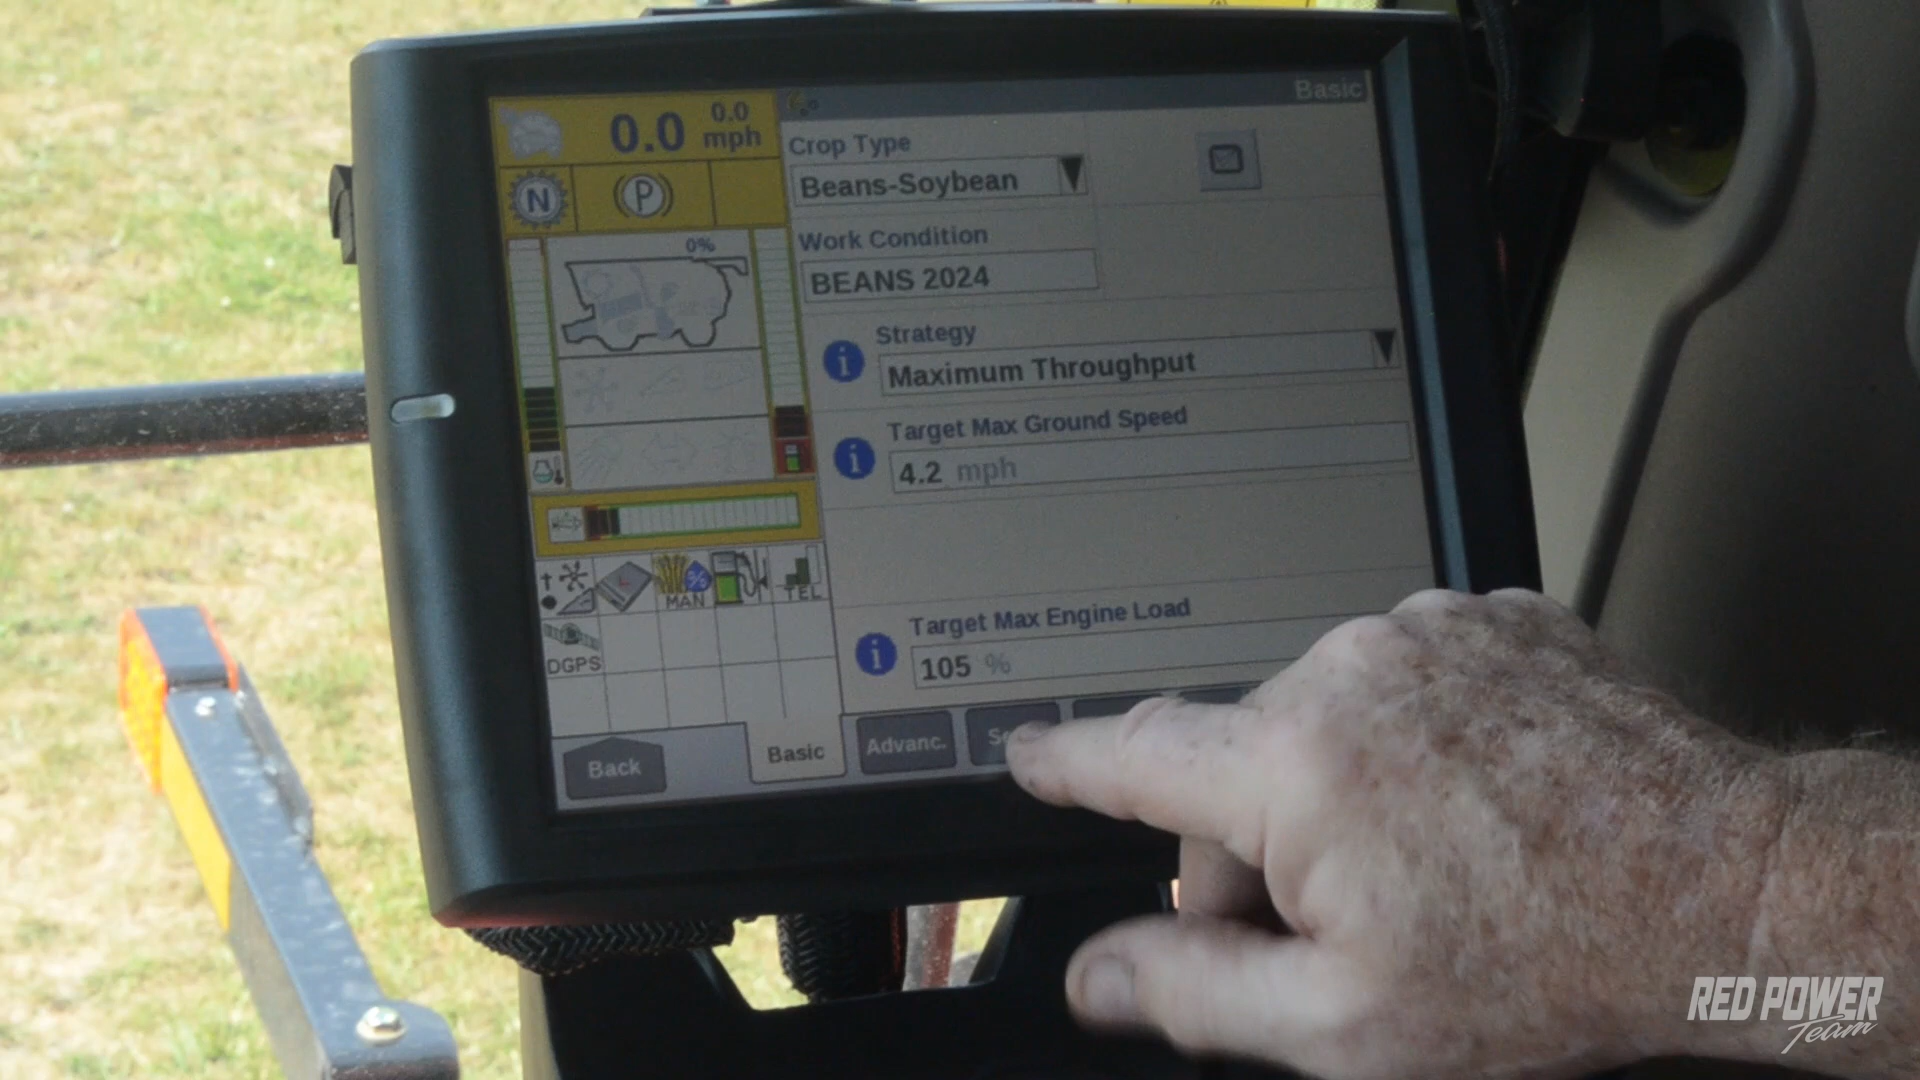 Basic
0.0
0.0
mph
N
P
0%
MAN
TEL
DGPS
Crop Type
Beans-Soybean
Work Condition
BEANS 2024
i
Strategy
Maximum Throughput
i
Target Max Ground Speed
4.2 mph
i
Target Max Engine Load
105 %
Back
Basic
Advanc.
RED POWER
Team